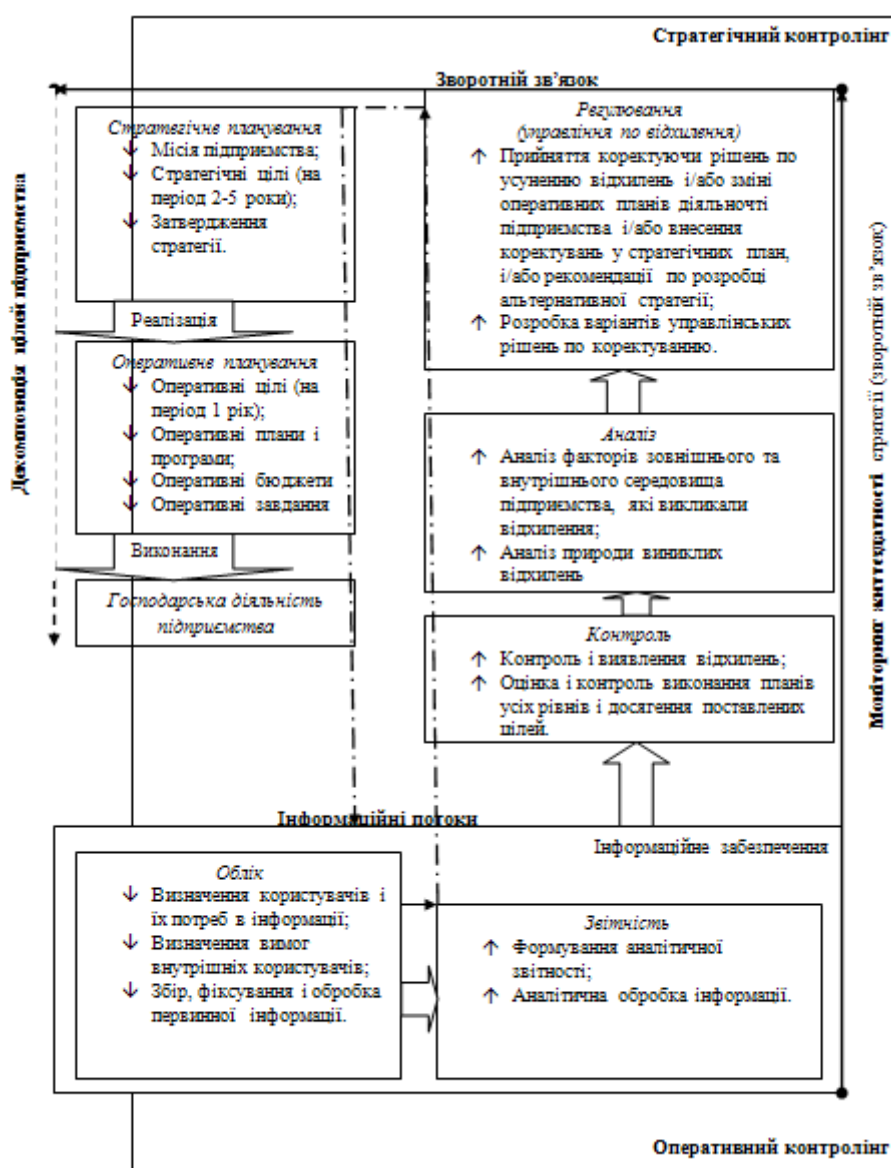 Стратегічний контролінг
Зворотній зв’язок
Декомпозиція цілей підприємства
Стратегічне планування
↓ Місія підприємства;
↓ Стратегічні цілі (на
період 2-5 роки);
↓ Затвердження
стратегії.
Реалізація
Оперативне планування
↓ Оперативні цілі (на
період 1 рік);
↓ Оперативні плани і
програми;
↓ Оперативні бюджети
↓ Оперативні завдання
Виконання
Господарська діяльність
підприємства
Регулювання
(управління по відхилення)
↑ Прийняття коректуючи рішень по
усуненню відхилень і/або зміні
оперативних планів діяльночті
підприємства і/або внесення
коректувань у стратегічних план,
і/або рекомендації по розробці
альтернативної стратегії;
↑ Розробка варіантів управлінських
рішень по коректуванню.
Аналіз
↑ Аналіз факторів зовнішнього та
внутрішнього середовища
підприємства, які викликали
відхилення;
↑ Аналіз природи виниклих
відхилень
Контроль
↑ Контроль і виявлення відхилень;
↑ Оцінка і контроль виконання планів
усіх рівнів і досягення поставлених
цілей.
Моніторинг життєздатності стратегії (зворотній зв’язок)
Інформаційні потоки
Інформаційне забезпечення
Облік
↓ Визначення користувачів і
їх потреб в інформації;
↓ Визначення вимог
внутрішніх користувачів;
↓ Збір, фіксування і обробка
первинної інформації.
Звітність
↑ Формування аналітичної
звітності;
↑ Аналітична обробка інформації.
Оперативний контролінг